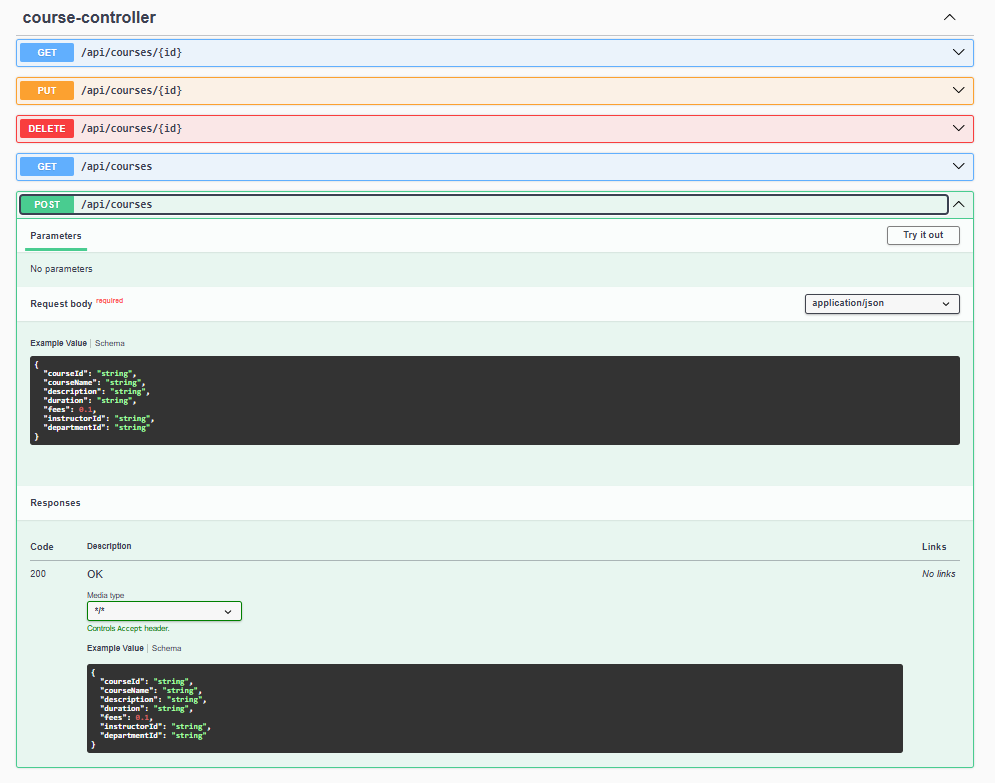 course-controller
GET /api/courses/{id}
PUT /api/courses/{id}
DELETE /api/courses/{id}
GET /api/courses
POST /api/courses
Parameters Try it out
No parameters
Request body required application/json
Example Value | Schema
{
  "courseId": "string",
  "courseName": "string",
  "description": "string",
  "duration": "string",
  "fees": 0.1,
  "instructorId": "string",
  "departmentId": "string"
}
Responses
Code Description Links
200 OK No links
Media type
*/*
Controls Accept header.
Example Value | Schema
{
  "courseId": "string",
  "courseName": "string",
  "description": "string",
  "duration": "string",
  "fees": 0.1,
  "instructorId": "string",
  "departmentId": "string"
}